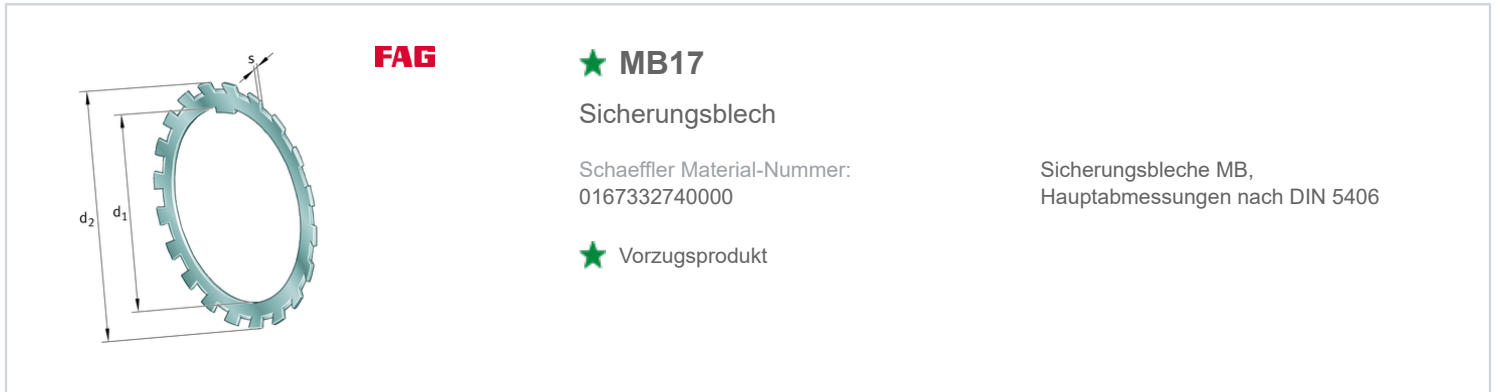 s
d2
d1
FAG
MB17
Sicherungsblech
Schaeffler Material-Nummer:
0167332740000
Vorzugsprodukt
Sicherungsbleche MB,
Hauptabmessungen nach DIN 5406